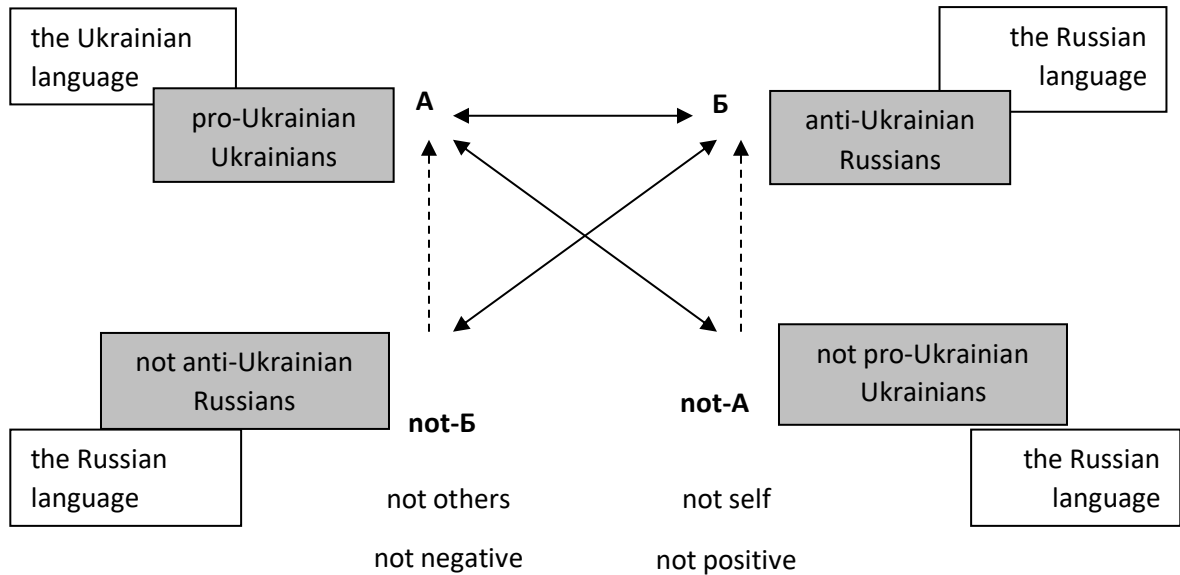 the Ukrainian
language
pro-Ukrainian
Ukrainians
А
Б
the Russian
language
anti-Ukrainian
Russians
not anti-Ukrainian
Russians
the Russian
language
not-Б
not-А
not pro-Ukrainian
Ukrainians
the Russian
language
not others
not self
not negative
not positive